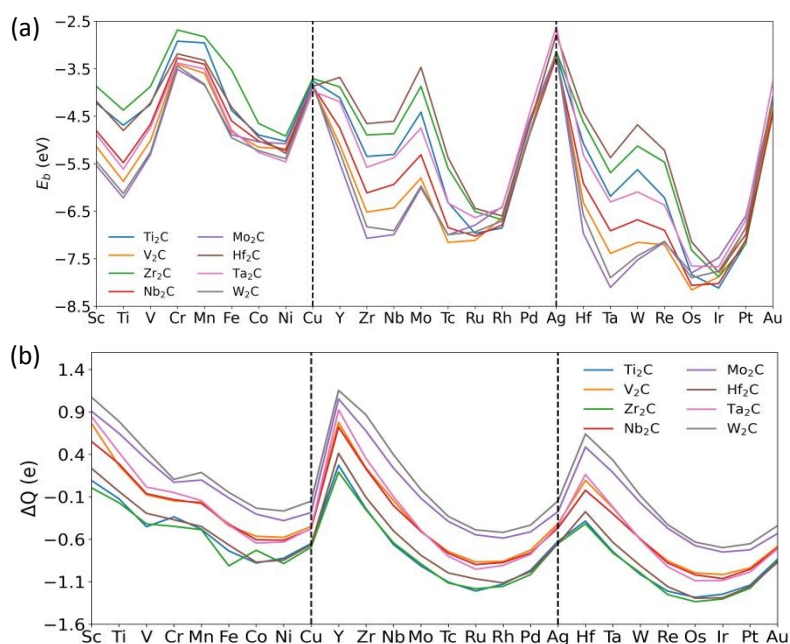 (a)
−2.5
−3.5
−4.5
−5.5
−6.5
−7.5
−8.5
E_b (eV)
Ti₂C Mo₂C
V₂C Hf₂C
Zr₂C Ta₂C
Nb₂C W₂C
Sc Ti V Cr Mn Fe Co Ni Cu Y Zr Nb Mo Tc Ru Rh Pd Ag Hf Ta W Re Os Ir Pt Au
(b)
1.4
0.9
0.4
−0.1
−0.6
−1.1
−1.6
ΔQ (e)
Ti₂C Mo₂C
V₂C Hf₂C
Zr₂C Ta₂C
Nb₂C W₂C
Sc Ti V Cr Mn Fe Co Ni Cu Y Zr Nb Mo Tc Ru Rh Pd Ag Hf Ta W Re Os Ir Pt Au